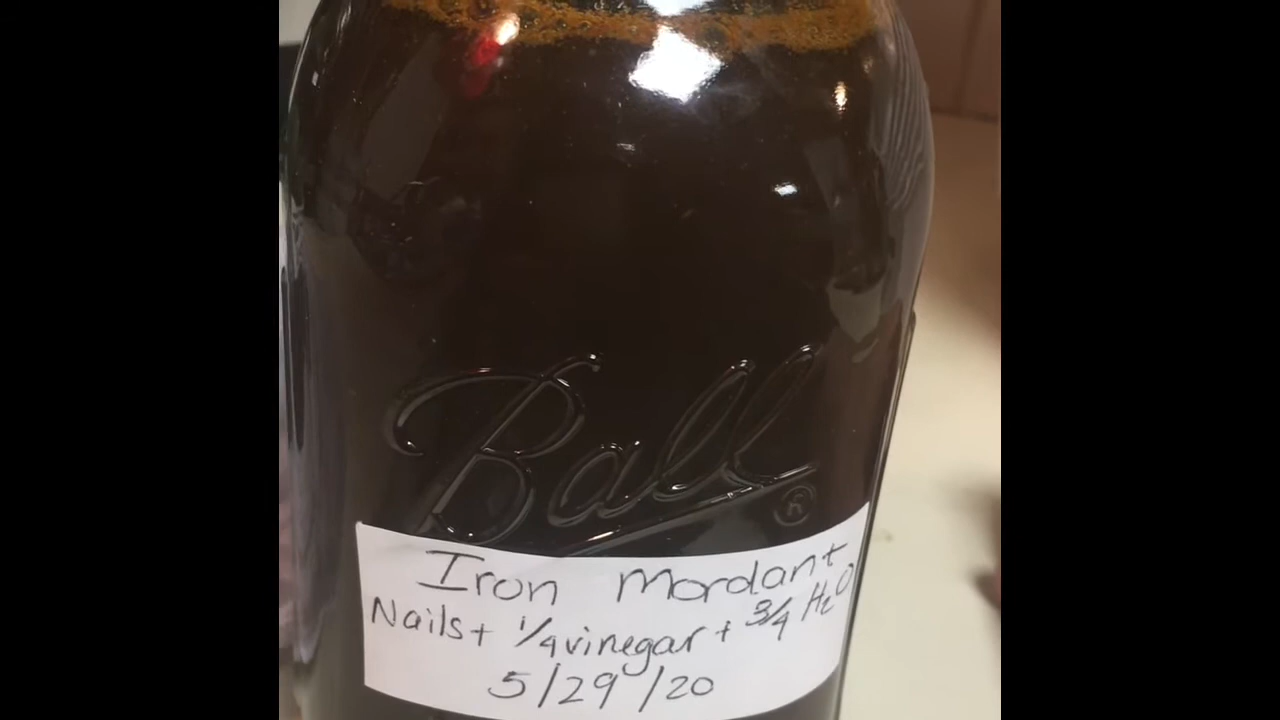 Ball®
Iron Mordant
Nails + 1/4 vinegar + 3/4 H₂O
5/29/20